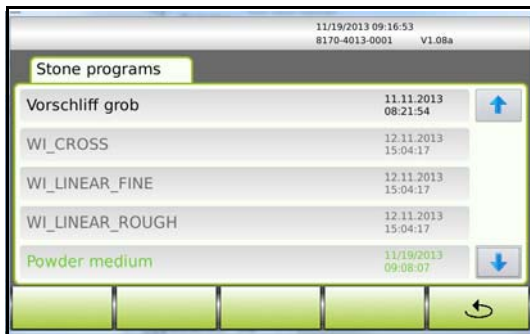 11/19/2013 09:16:53
8170-4013-0001 V1.08a
Stone programs
Vorschliff grob 11.11.2013
08:21:54
WI_CROSS 12.11.2013
15:04:17
WI_LINEAR_FINE 12.11.2013
15:04:17
WI_LINEAR_ROUGH 12.11.2013
15:04:17
Powder medium 11/19/2013
09:08:07